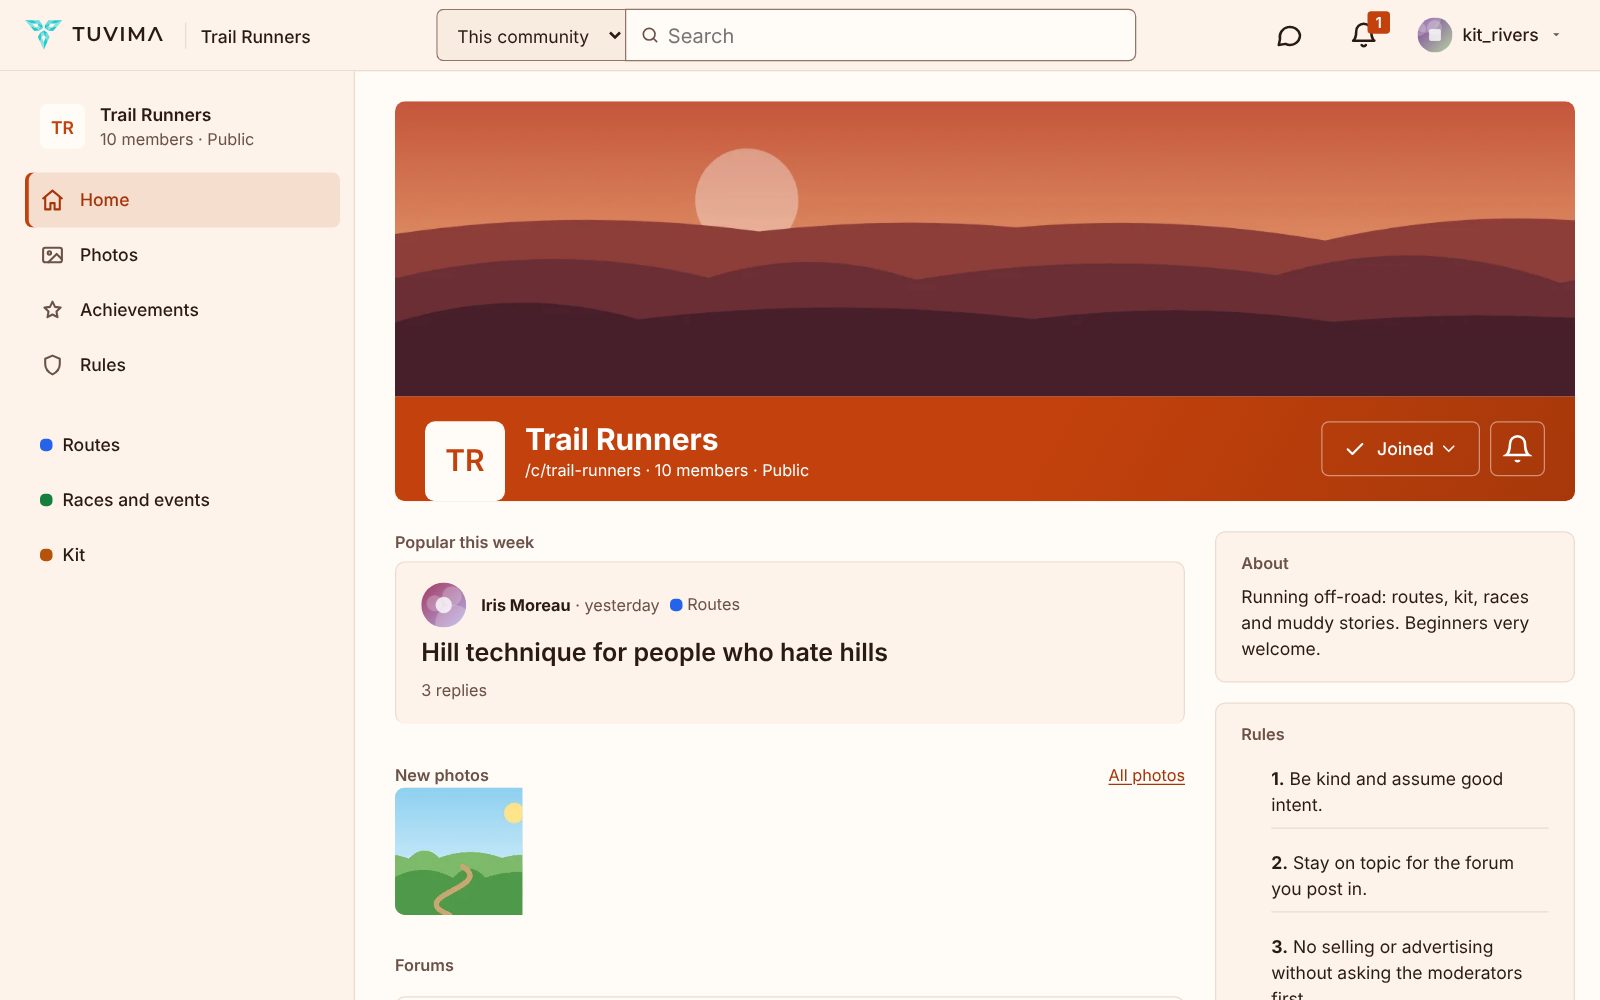 TUVIMA
Trail Runners
This community
Search
1
kit_rivers
TR
Trail Runners
10 members · Public
Home
Photos
Achievements
Rules
Routes
Races and events
Kit
TR
Trail Runners
/c/trail-runners · 10 members · Public
Joined
Popular this week
Iris Moreau · yesterday Routes
Hill technique for people who hate hills
3 replies
New photos
All photos
Forums
About
Running off-road: routes, kit, races
and muddy stories. Beginners very
welcome.
Rules
1. Be kind and assume good
intent.
2. Stay on topic for the forum
you post in.
3. No selling or advertising
without asking the moderators
first.